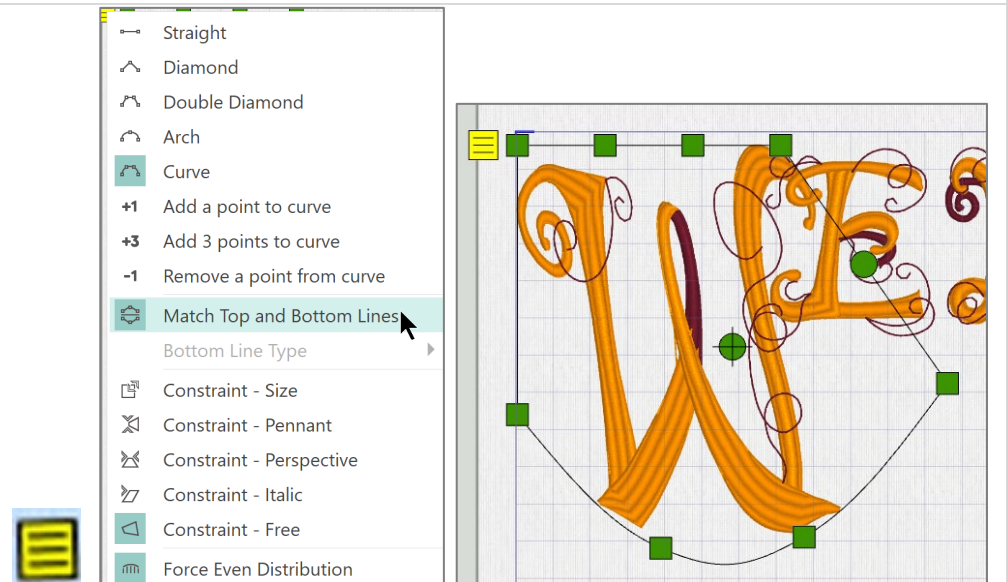 Straight
Diamond
Double Diamond
Arch
Curve
+1 Add a point to curve
+3 Add 3 points to curve
-1 Remove a point from curve
Match Top and Bottom Lines
Bottom Line Type
Constraint - Size
Constraint - Pennant
Constraint - Perspective
Constraint - Italic
Constraint - Free
Force Even Distribution
WE